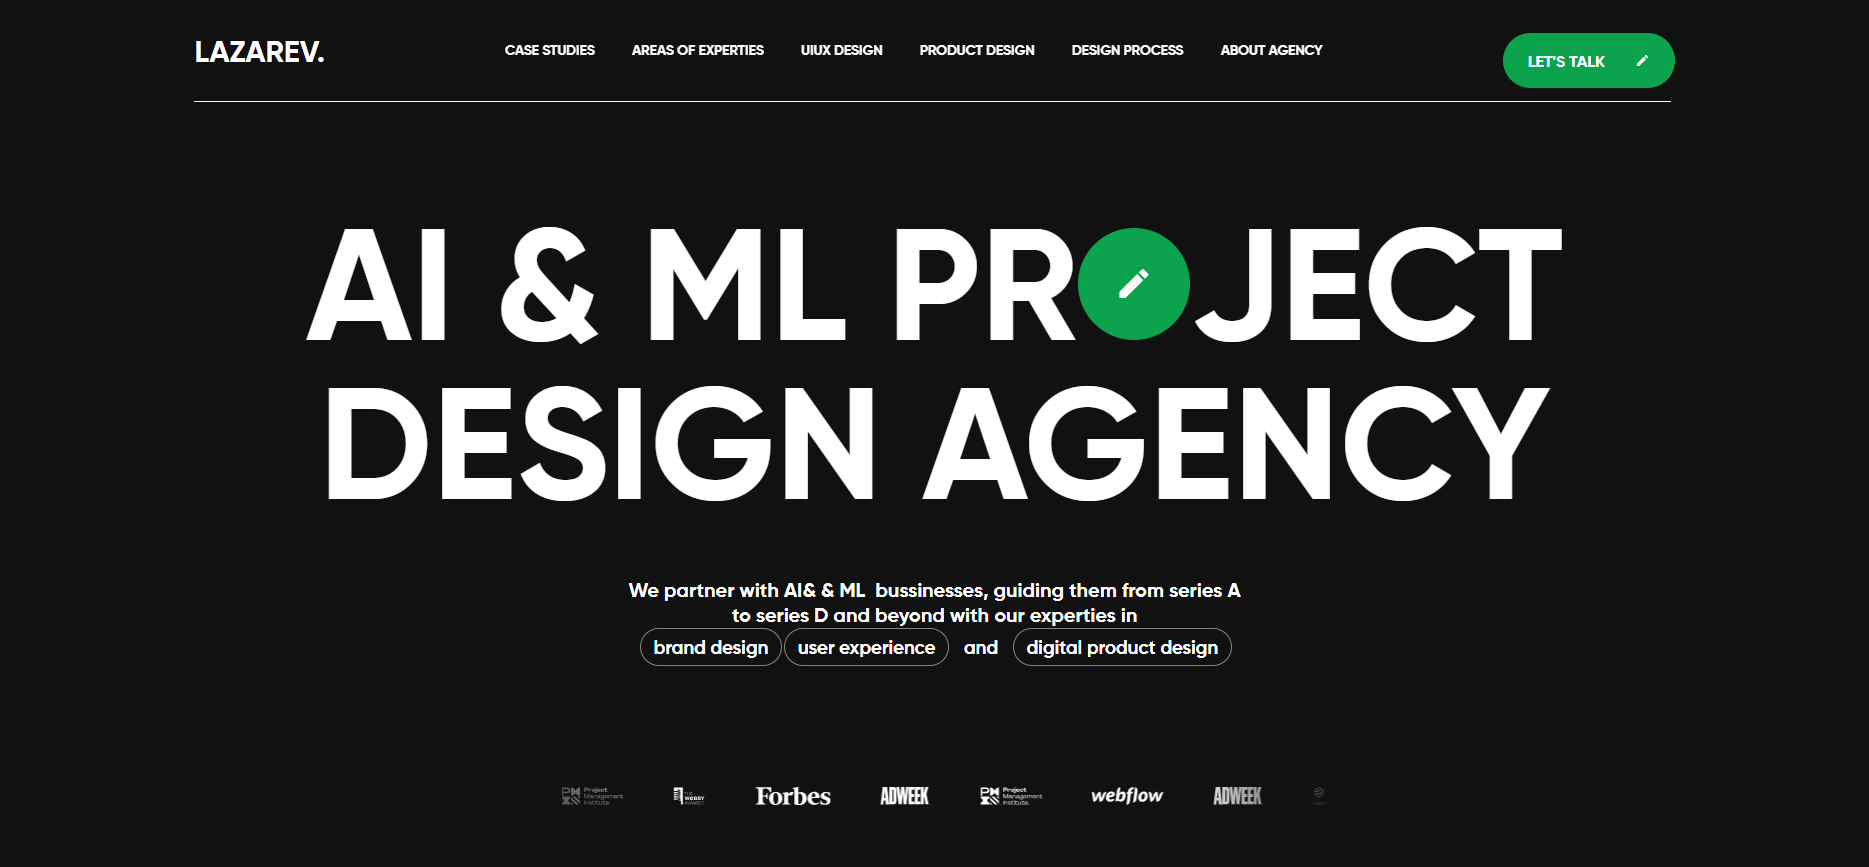 LAZAREV.
CASE STUDIES
AREAS OF EXPERTIES
UIUX DESIGN
PRODUCT DESIGN
DESIGN PROCESS
ABOUT AGENCY
LET'S TALK
AI & ML PR JECT
DESIGN AGENCY
We partner with AI& & ML bussinesses, guiding them from series A
to series D and beyond with our experties in
brand design user experience and digital product design
Project
Management
Institute.
THE
WEBBY
AWARDS
Forbes
ADWEEK
Project
Management
Institute.
webflow
ADWEEK